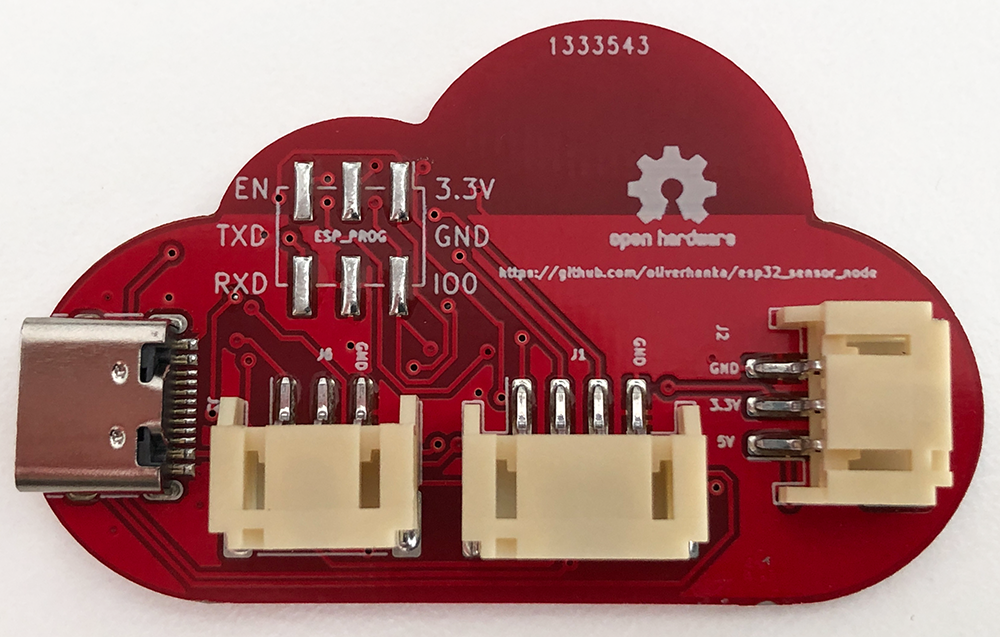 1333543
EN
3.3V
TXD
ESP_PROG
GND
RXD
IO0
open hardware
https://github.com/oliverhanka/esp32_sensor_node
J6
GND
J1
GND
J2
GND
3.3V
5V